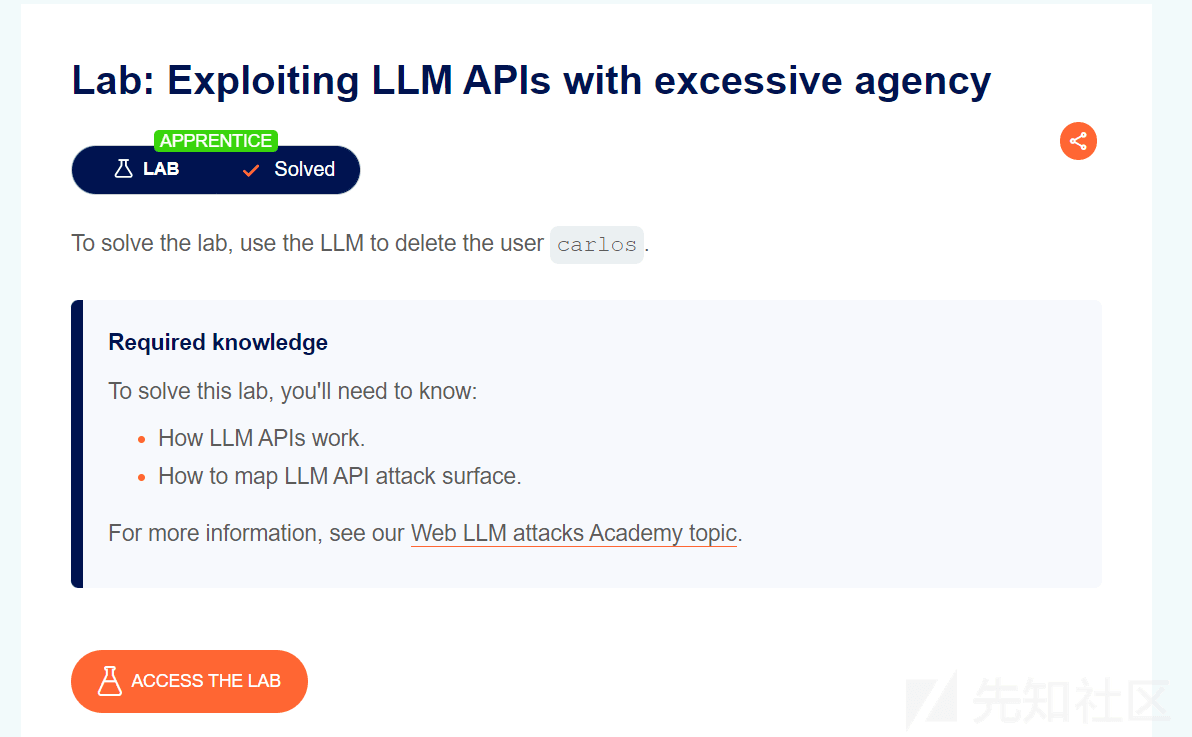 Lab: Exploiting LLM APIs with excessive agency
APPRENTICE
LAB
Solved
To solve the lab, use the LLM to delete the user carlos.
Required knowledge
To solve this lab, you'll need to know:
How LLM APIs work.
How to map LLM API attack surface.
For more information, see our Web LLM attacks Academy topic.
ACCESS THE LAB
先知社区